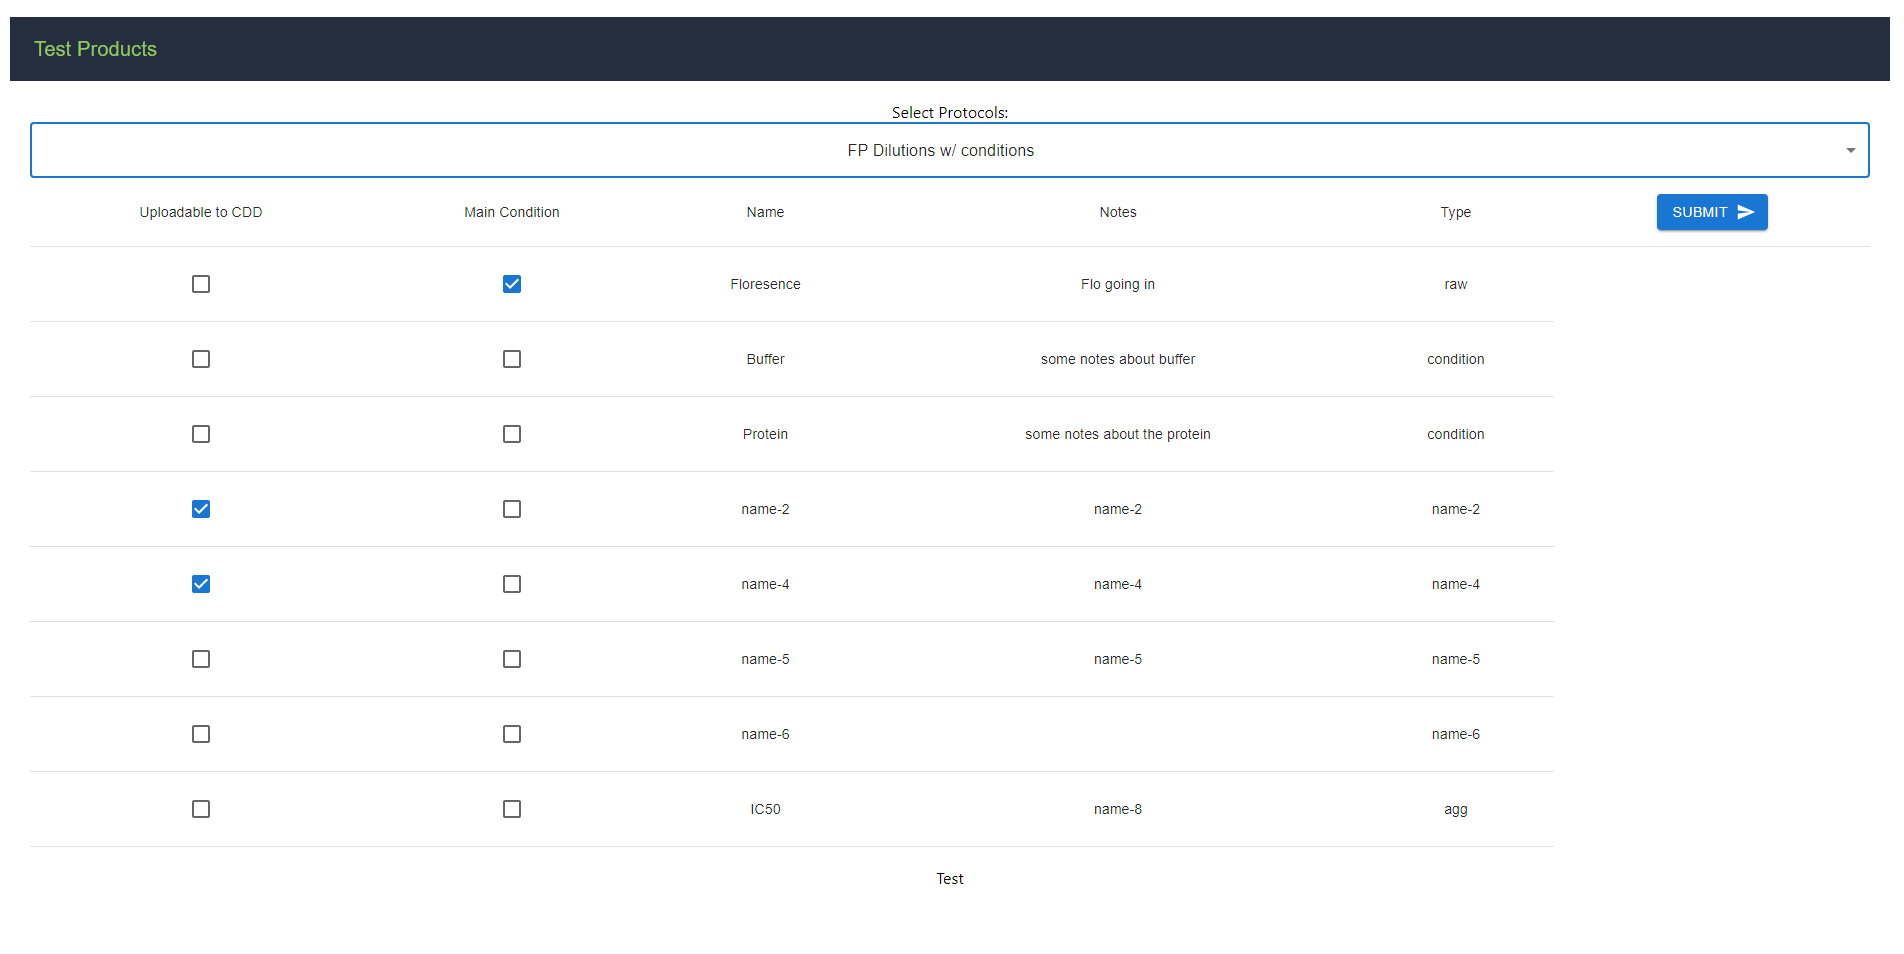 Test Products
Select Protocols:
FP Dilutions w/ conditions
Uploadable to CDD Main Condition Name Notes Type SUBMIT
Floresence Flo going in raw
Buffer some notes about buffer condition
Protein some notes about the protein condition
name-2 name-2 name-2
name-4 name-4 name-4
name-5 name-5 name-5
name-6 name-6
IC50 name-8 agg
Test